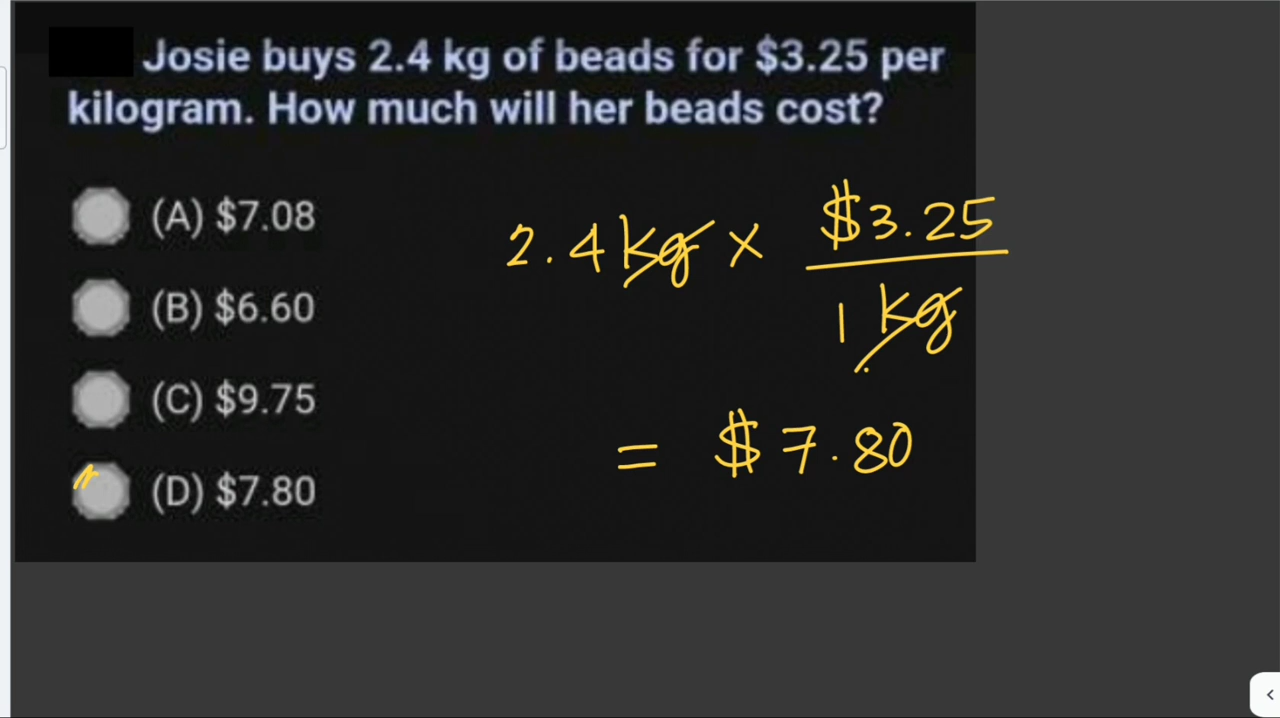 Josie buys 2.4 kg of beads for $3.25 per
kilogram. How much will her beads cost?
(A) $7.08
(B) $6.60
(C) $9.75
(D) $7.80
2.4 kg × $3.25
1 kg
= $7.80